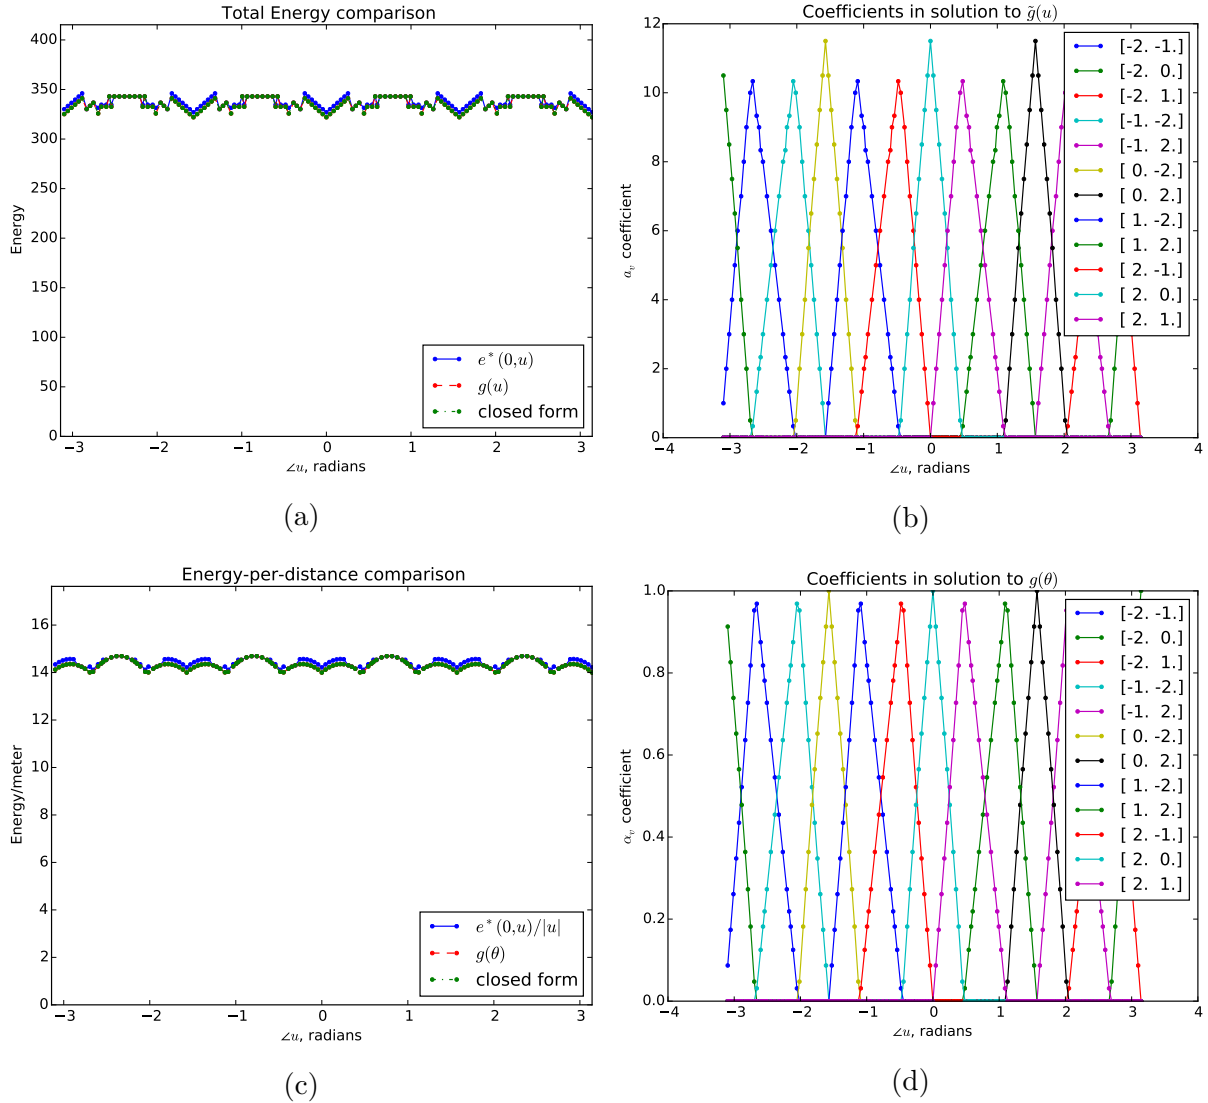 Total Energy comparison
400
350
300
250
200
150
100
50
0
Energy
−3
−2
−1
0
1
2
3
∠u, radians
e*(0,u)
g(u)
closed form
(a)
Coefficients in solution to g̃(u)
12
10
8
6
4
2
0
a_v coefficient
−4
−3
−2
−1
0
1
2
3
4
∠u, radians
[-2. -1.]
[-2. 0.]
[-2. 1.]
[-1. -2.]
[-1. 2.]
[ 0. -2.]
[ 0. 2.]
[ 1. -2.]
[ 1. 2.]
[ 2. -1.]
[ 2. 0.]
[ 2. 1.]
(b)
Energy-per-distance comparison
16
14
12
10
8
6
4
2
0
Energy/meter
−3
−2
−1
0
1
2
3
∠u, radians
e*(0,u)/|u|
g(θ)
closed form
(c)
Coefficients in solution to g(θ)
1.0
0.8
0.6
0.4
0.2
0.0
α_v coefficient
−4
−3
−2
−1
0
1
2
3
4
∠u, radians
[-2. -1.]
[-2. 0.]
[-2. 1.]
[-1. -2.]
[-1. 2.]
[ 0. -2.]
[ 0. 2.]
[ 1. -2.]
[ 1. 2.]
[ 2. -1.]
[ 2. 0.]
[ 2. 1.]
(d)